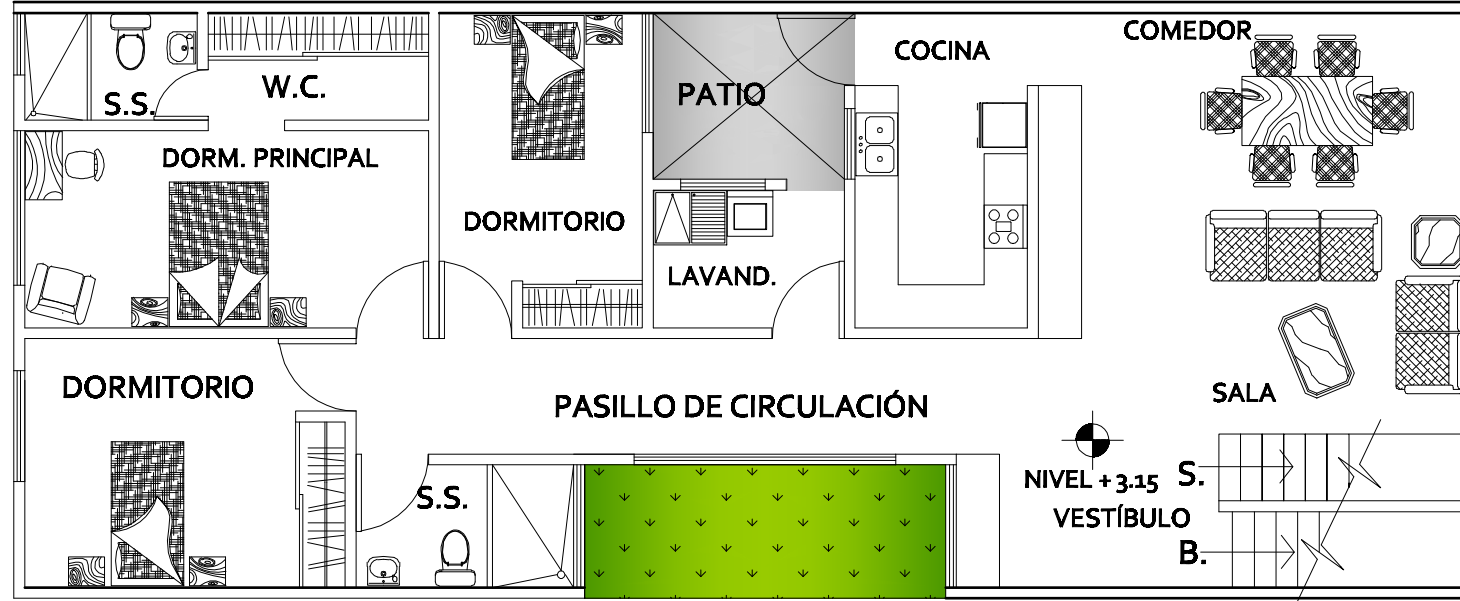 COMEDOR
COCINA
W.C.
PATIO
S.S.
DORM. PRINCIPAL
DORMITORIO
LAVAND.
DORMITORIO
SALA
PASILLO DE CIRCULACIÓN
NIVEL + 3.15
S.
S.S.
VESTÍBULO
B.